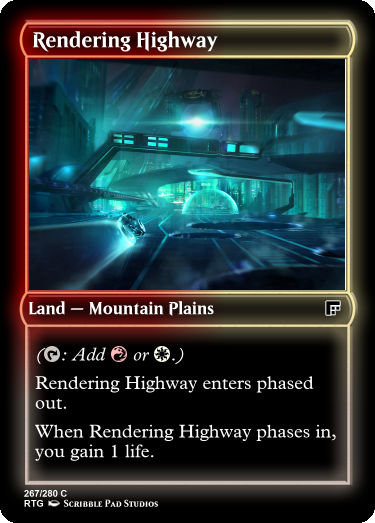 Rendering Highway
Land — Mountain Plains
(: Add or .)
Rendering Highway enters phased
out.
When Rendering Highway phases in,
you gain 1 life.
267/280 C
RTG Scribble Pad Studios